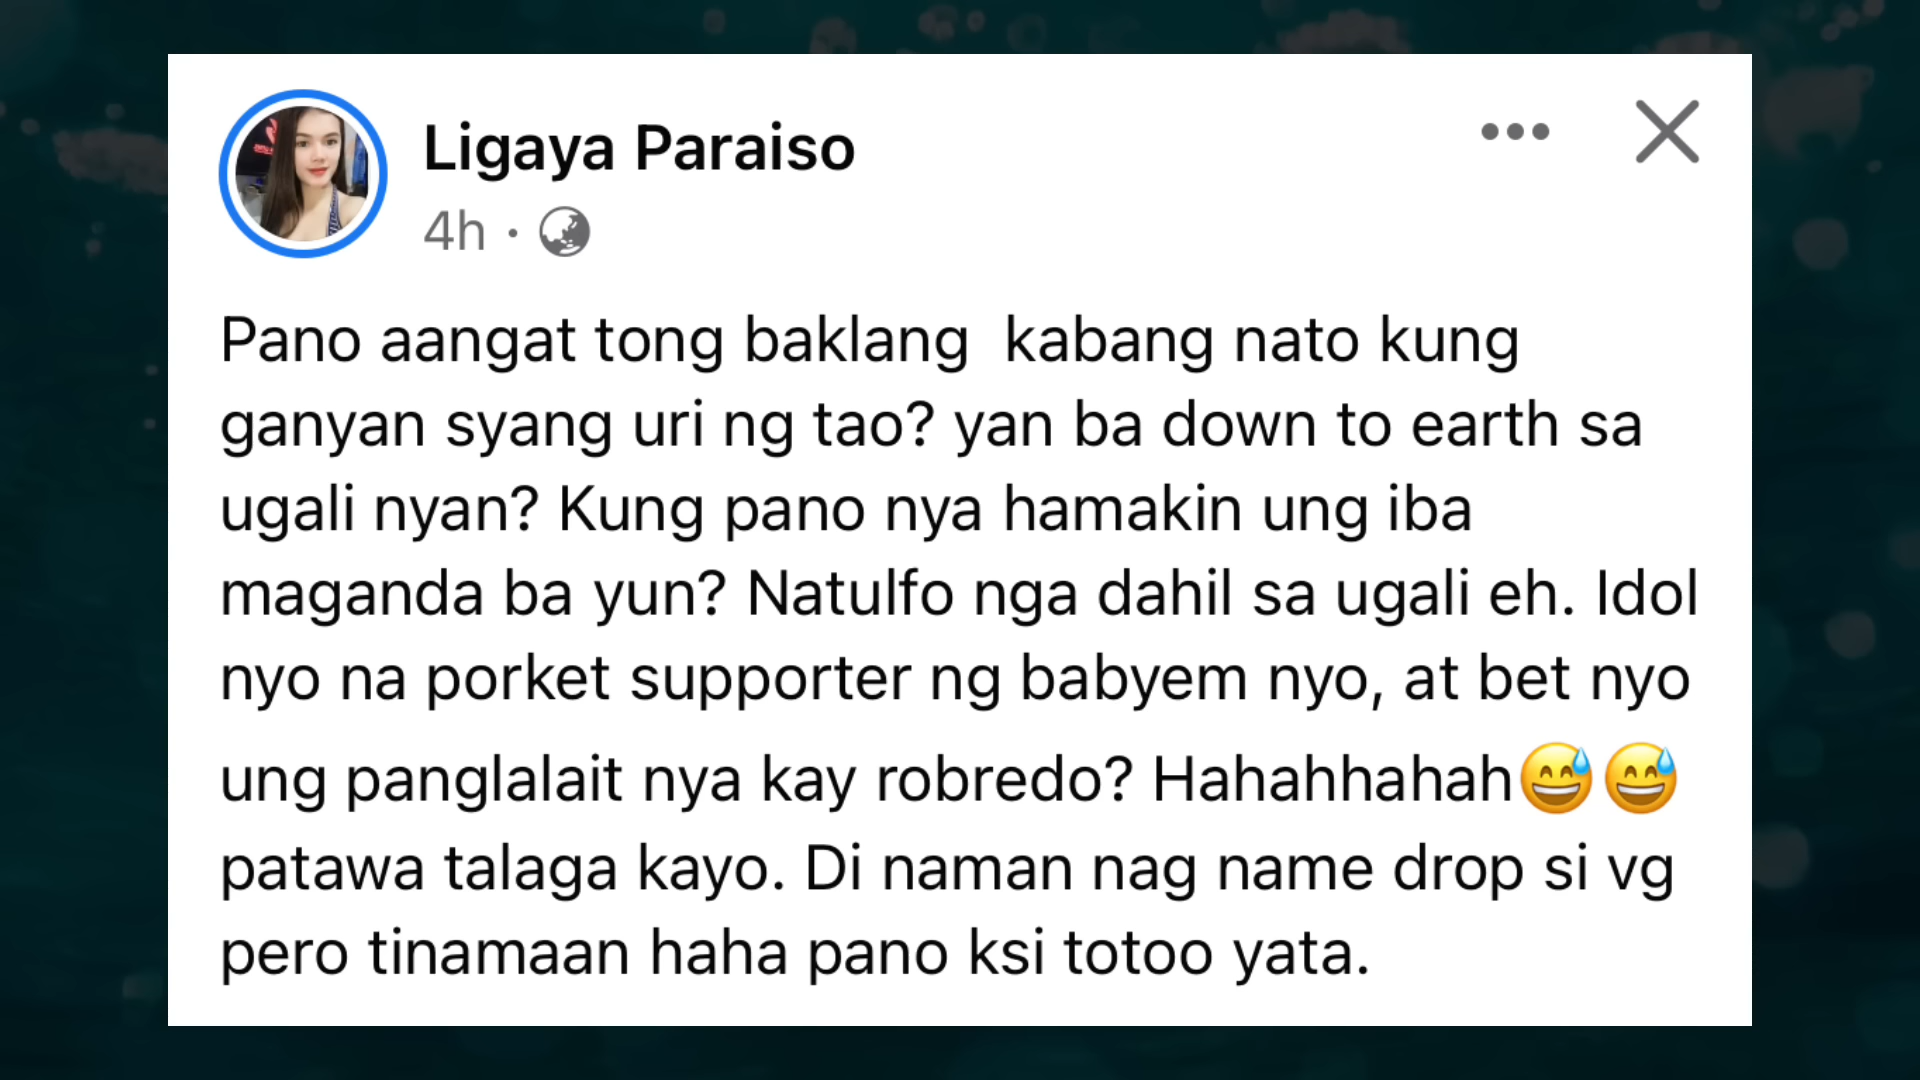 Ligaya Paraiso
4h ·
Pano aangat tong baklang  kabang nato kung
ganyan syang uri ng tao? yan ba down to earth sa
ugali nyan? Kung pano nya hamakin ung iba
maganda ba yun? Natulfo nga dahil sa ugali eh. Idol
nyo na porket supporter ng babyem nyo, at bet nyo
ung panglalait nya kay robredo? Hahahhahah😅😅
patawa talaga kayo. Di naman nag name drop si vg
pero tinamaan haha pano ksi totoo yata.